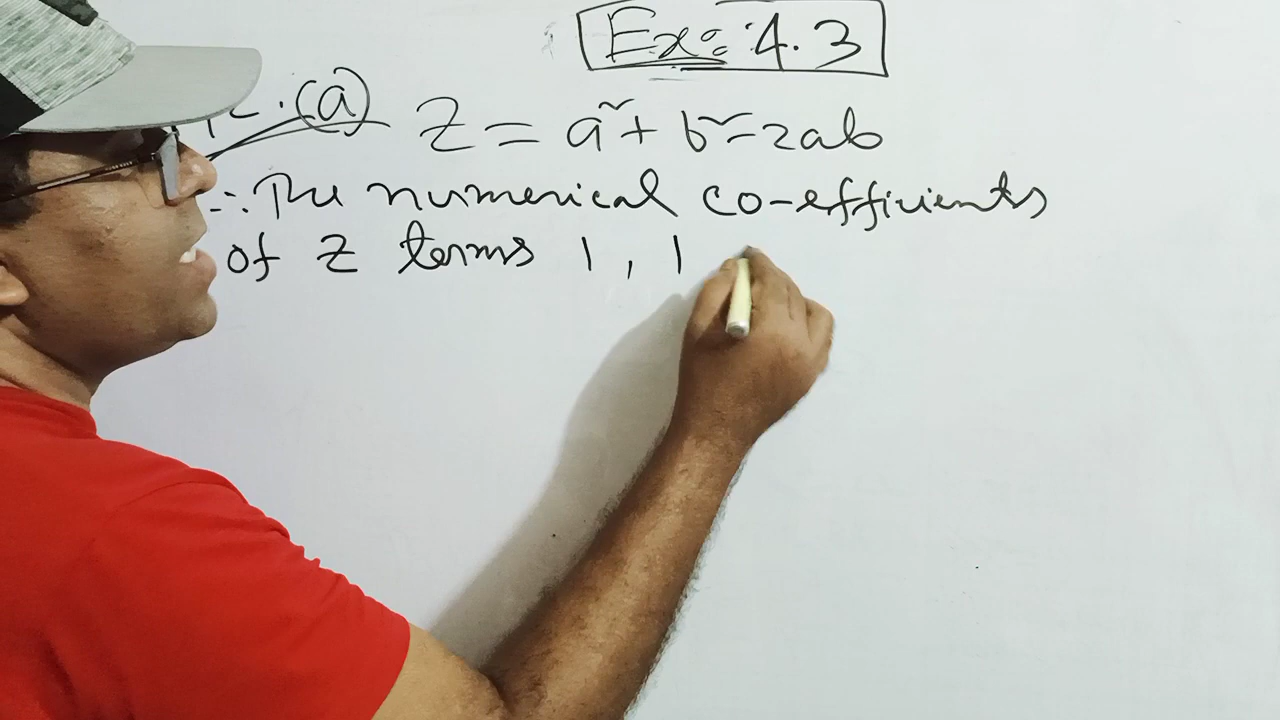 Ex: 4.3
(a) Z = a² + b² = 2ab
∴ The numerical co-efficients
of Z terms 1, 1